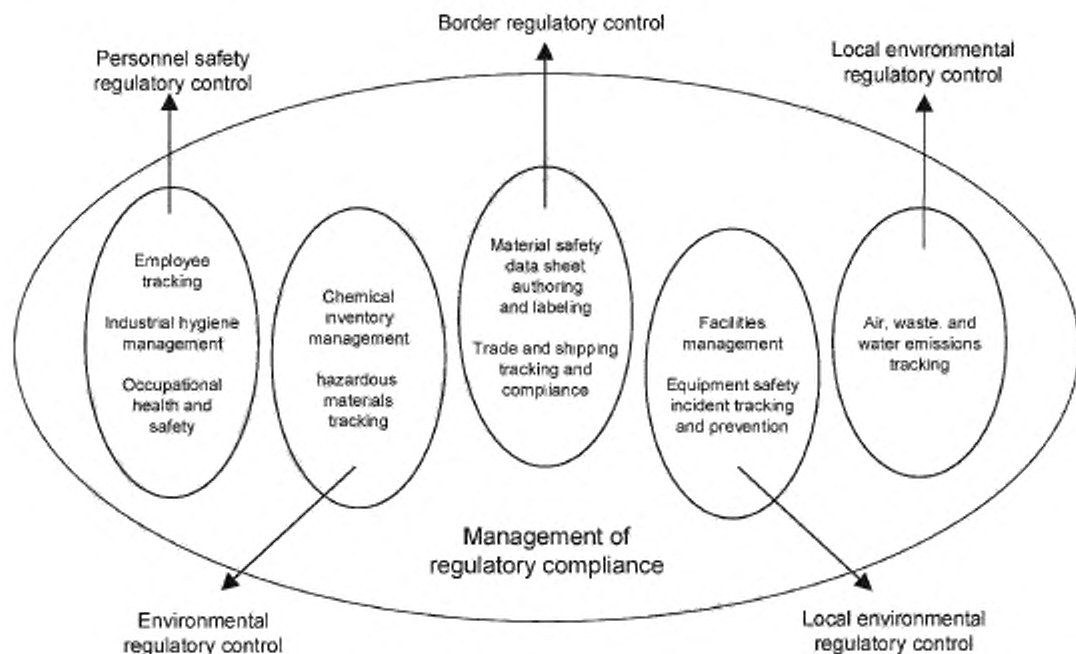 Border regulatory control
Personnel safety
regulatory control
Local environmental
regulatory control
Employee
tracking
Industrial hygiene
management
Occupational
health and
safety
Chemical
inventory
management
hazardous
materials
tracking
Material safety
data sheet
authoring
and labeling
Trade and shipping
tracking and
compliance
Facilities
management
Equipment safety
incident tracking
and prevention
Air, waste. and
water emissions
tracking
Management of
regulatory compliance
Environmental
regulatory control
Local environmental
regulatory control